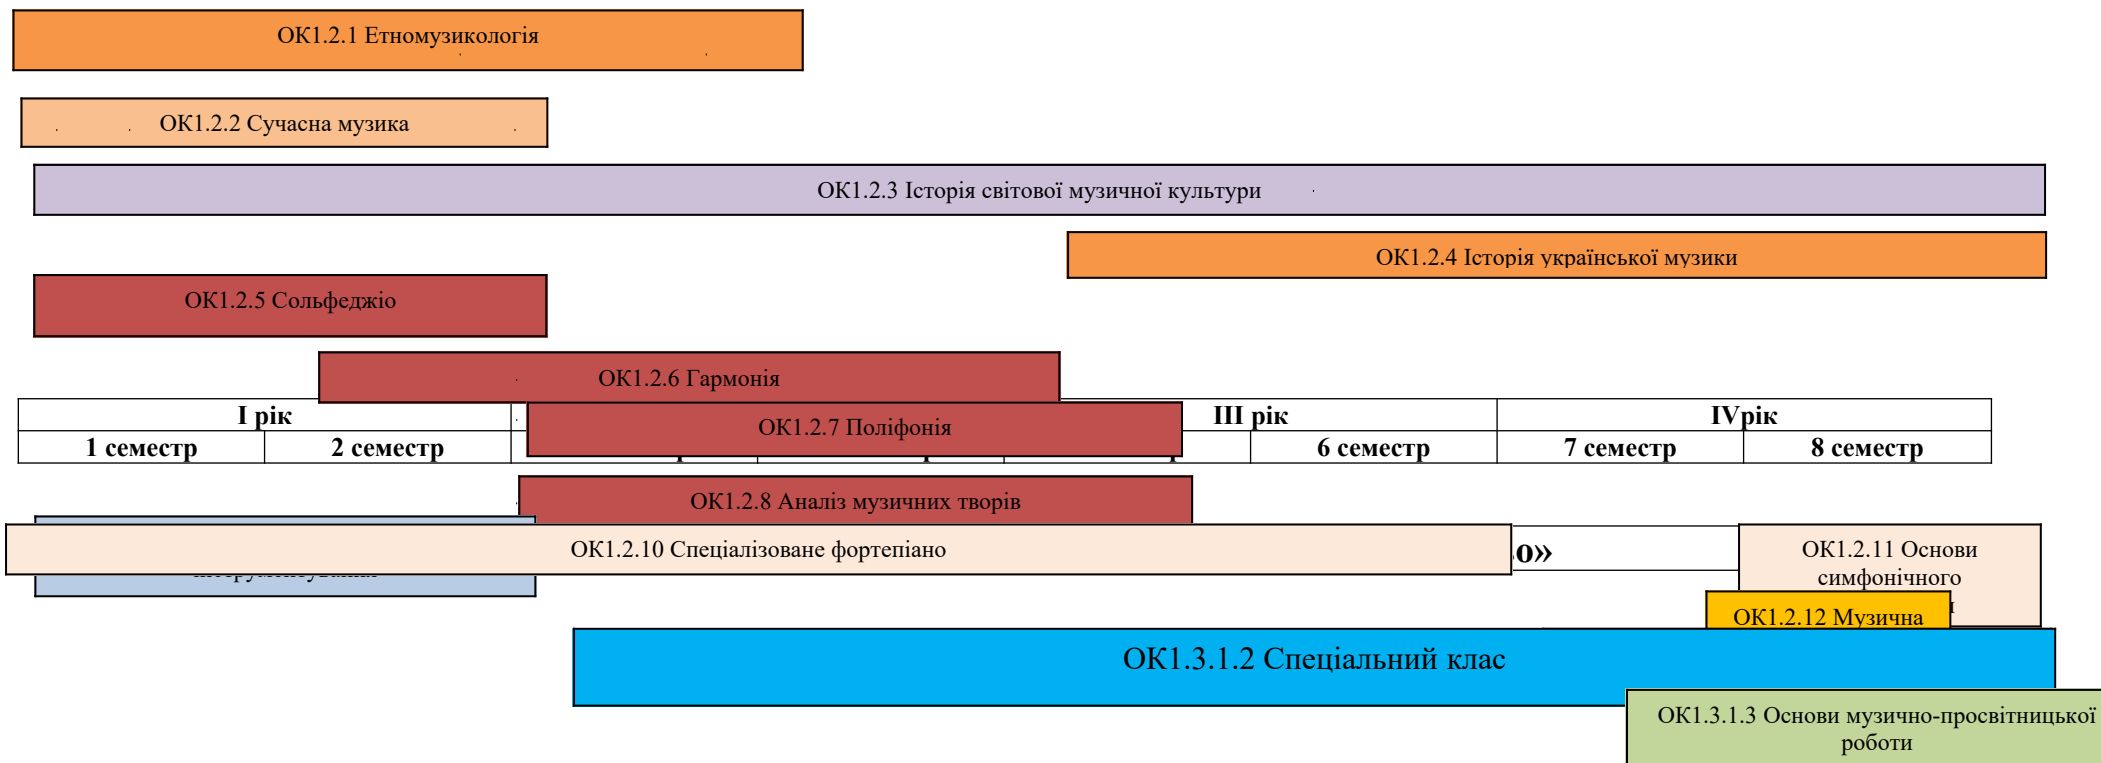 ОК1.2.1 Етномузикологія
ОК1.2.2 Сучасна музика
ОК1.2.3 Історія світової музичної культури
ОК1.2.4 Історія української музики
ОК1.2.5 Сольфеджіо
ОК1.2.6 Гармонія
І рік
ІІІ рік
ІVрік
ОК1.2.7 Поліфонія
1 семестр
2 семестр
6 семестр
7 семестр
8 семестр
ОК1.2.8 Аналіз музичних творів
ОК1.2.10 Спеціалізоване фортепіано
ОК1.2.11 Основи
симфонічного
ОК1.2.12 Музична
ОК1.3.1.2 Спеціальний клас
ОК1.3.1.3 Основи музично-просвітницької
роботи